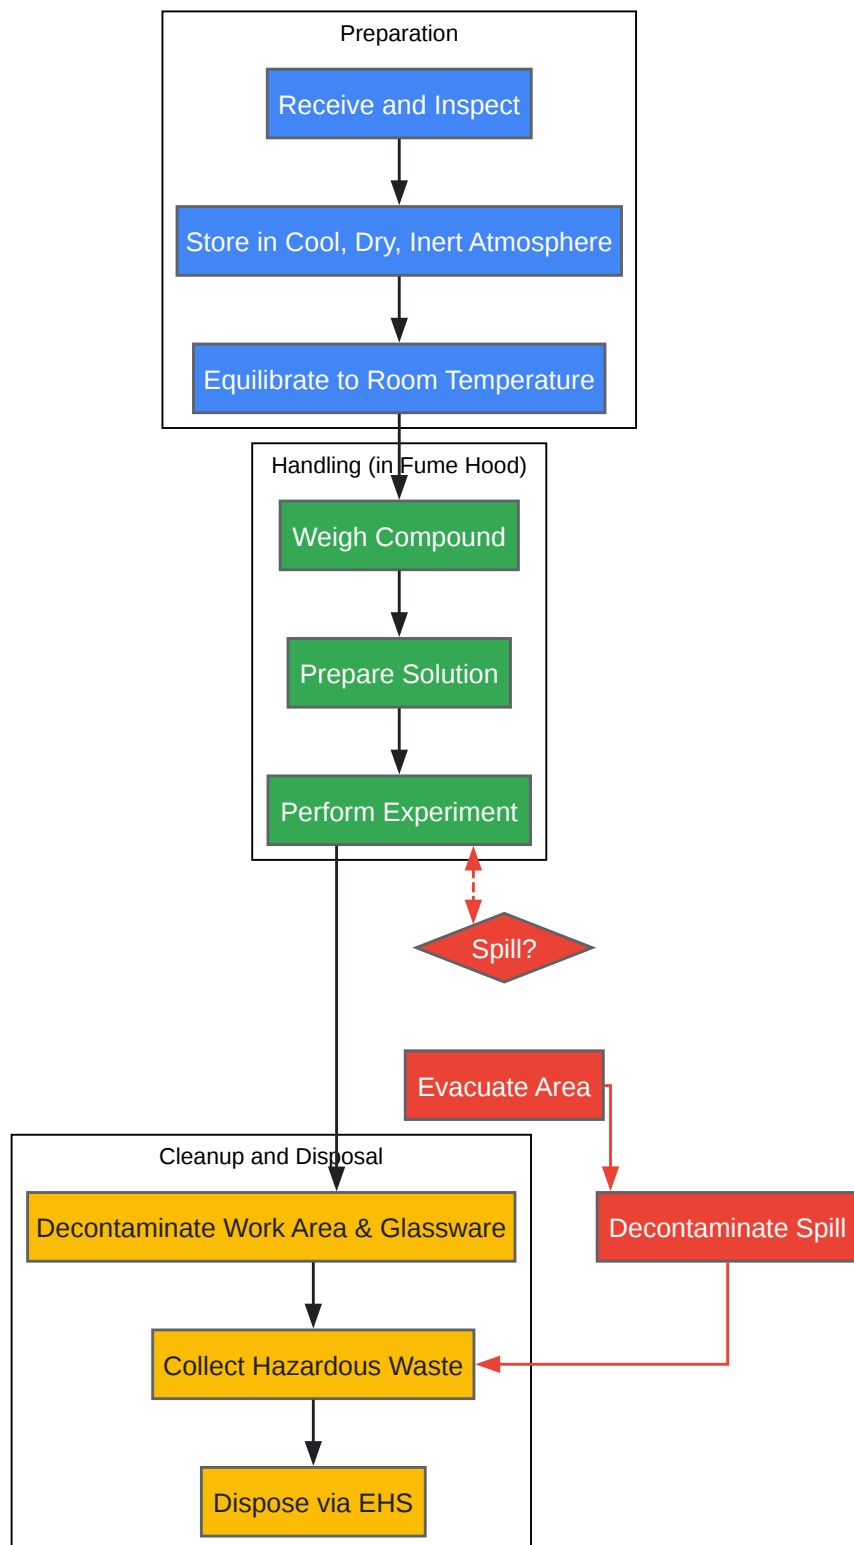 Preparation
Receive and Inspect
Store in Cool, Dry, Inert Atmosphere
Equilibrate to Room Temperature
Handling (in Fume Hood)
Weigh Compound
Prepare Solution
Perform Experiment
Spill?
Evacuate Area
Cleanup and Disposal
Decontaminate Work Area & Glassware
Decontaminate Spill
Collect Hazardous Waste
Dispose via EHS